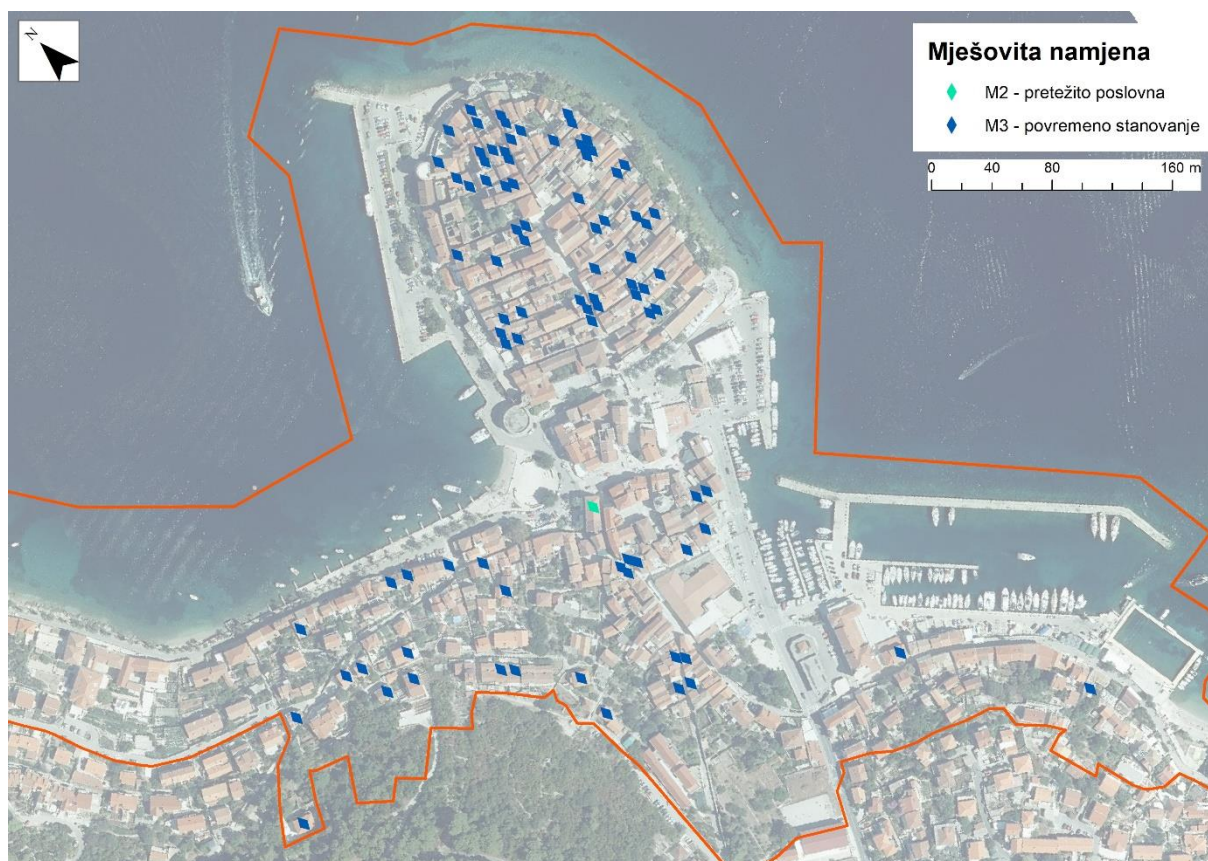 N
Mješovita namjena
M2 - pretežito poslovna
M3 - povremeno stanovanje
0 40 80 160 m